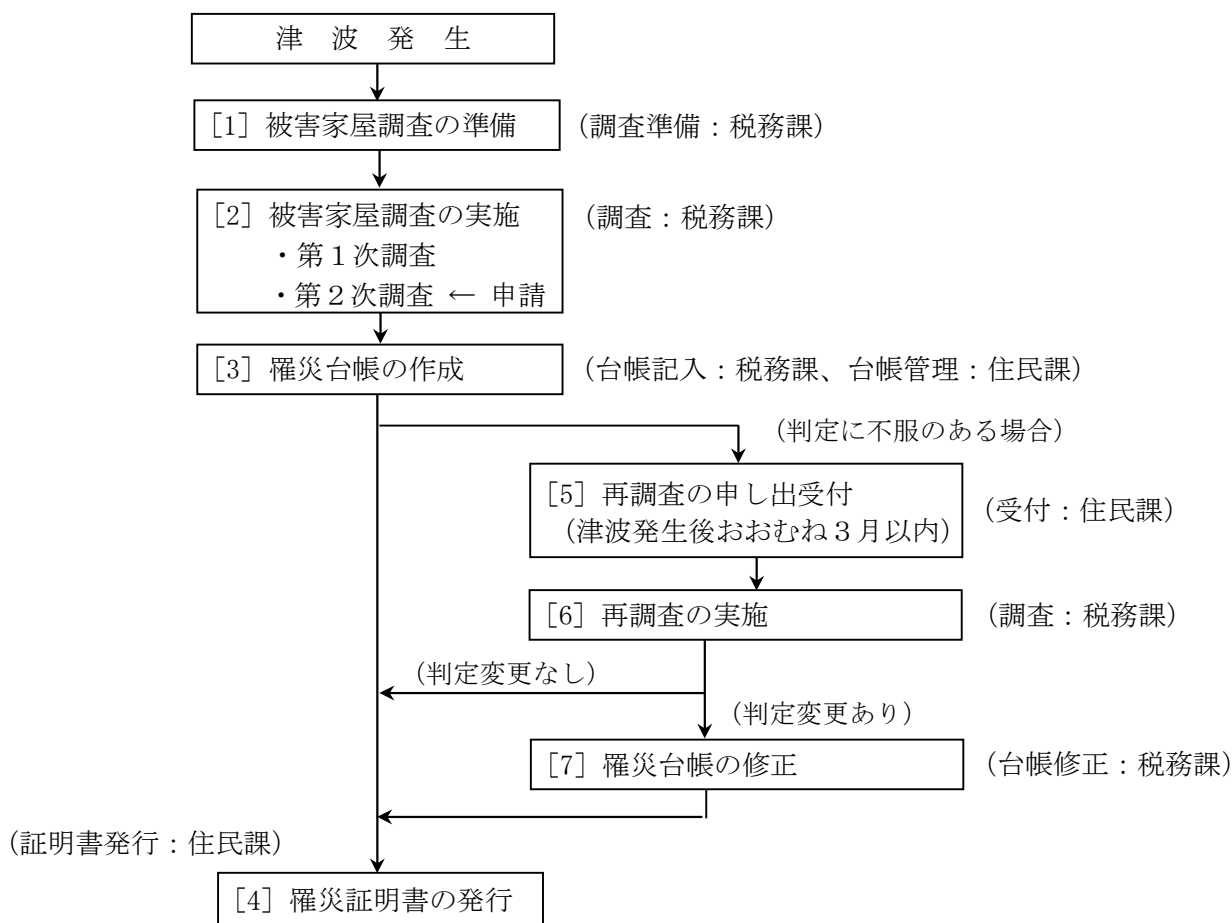 津　波　発　生
[1] 被害家屋調査の準備
（調査準備：税務課）
[2] 被害家屋調査の実施
（調査：税務課）
・第１次調査
・第２次調査 ← 申請
[3] 罹災台帳の作成
（台帳記入：税務課、台帳管理：住民課）
（判定に不服のある場合）
[5] 再調査の申し出受付
（津波発生後おおむね３月以内）
（受付：住民課）
[6] 再調査の実施
（調査：税務課）
（判定変更なし）
（判定変更あり）
[7] 罹災台帳の修正
（台帳修正：税務課）
（証明書発行：住民課）
[4] 罹災証明書の発行